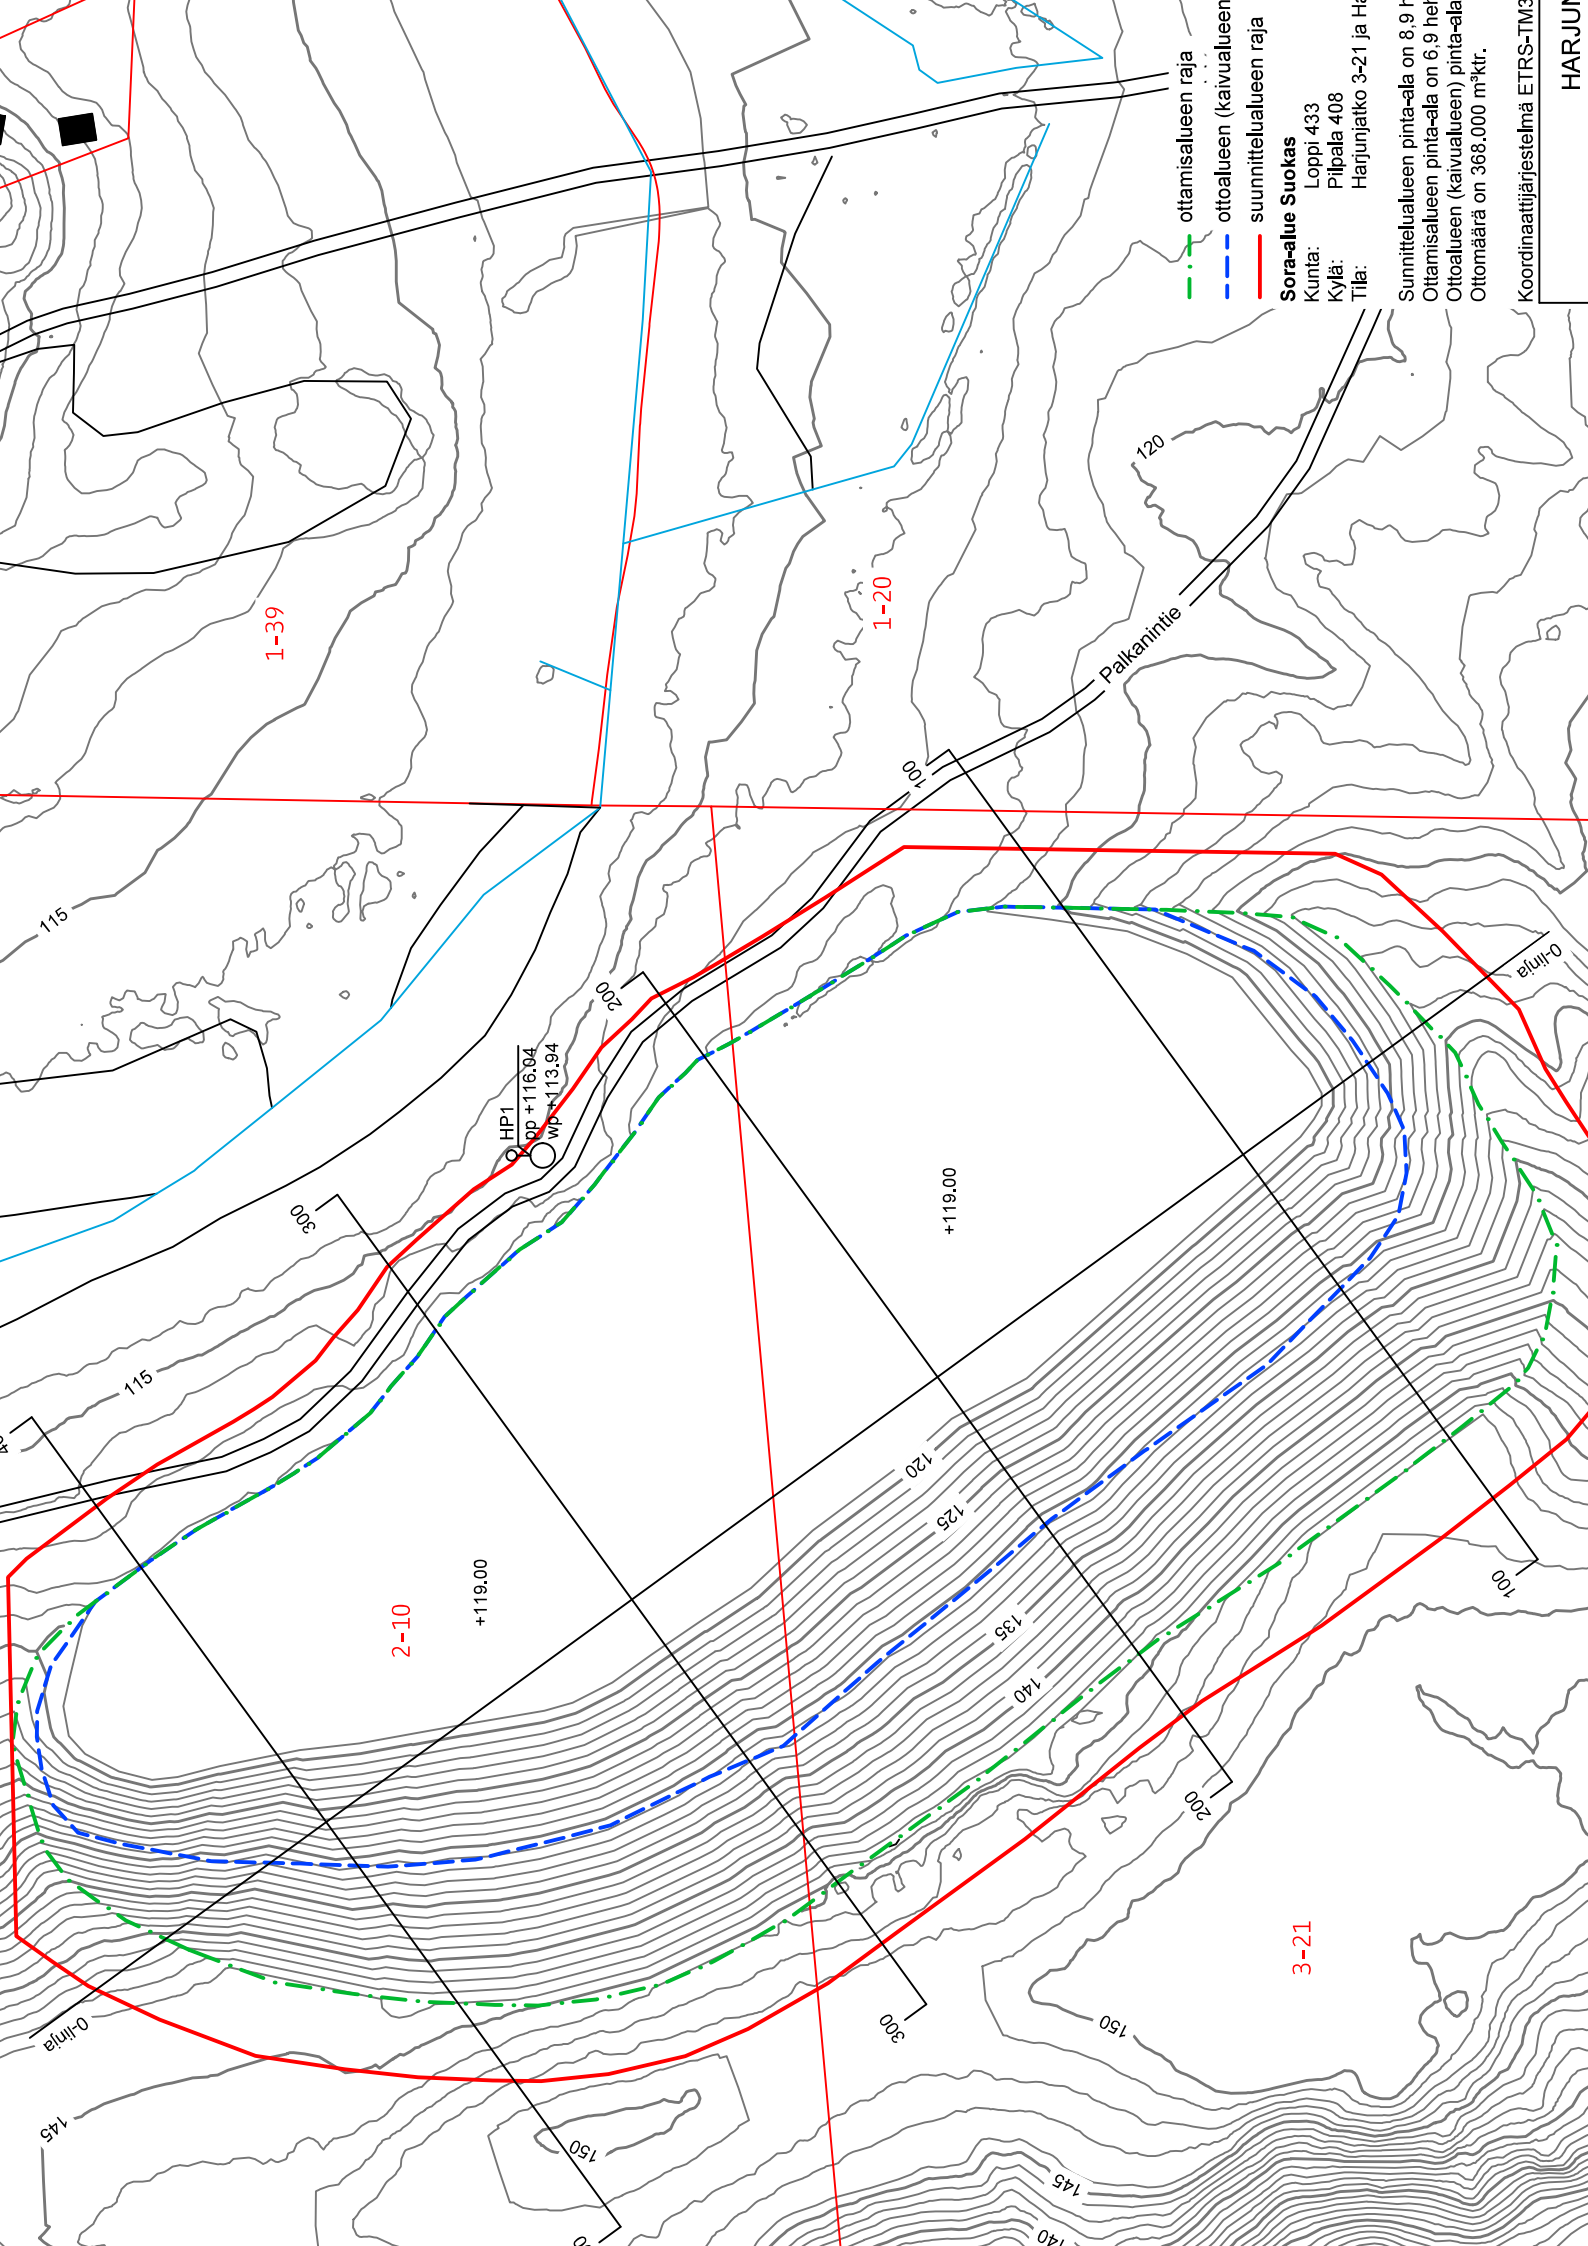 ottamisalueen raja
ottoalueen (kaivualueen
suunnittelualueen raja
Sora-alue Suokas
Kunta: Loppi 433
Kylä: Pilpala 408
Tila: Harjunjatko 3-21 ja Ha
Sunnittelualueen pinta-ala on 8,9 h
Ottamisalueen pinta-ala on 6,9 heh
Ottoalueen (kaivualueen) pinta-ala
Ottomäärä on 368.000 m³ktr.
Koordinaattijärjestelmä ETRS-TM3
HARJUN
1-39
1-20
120
Palkanintie
115
100
200
HP1
pp +116.04
wp +113.94
300
0-linja
+119.00
115
120
125
+119.00
2-10
135
140
100
200
3-21
300
150
0-linja
145
150
145
140